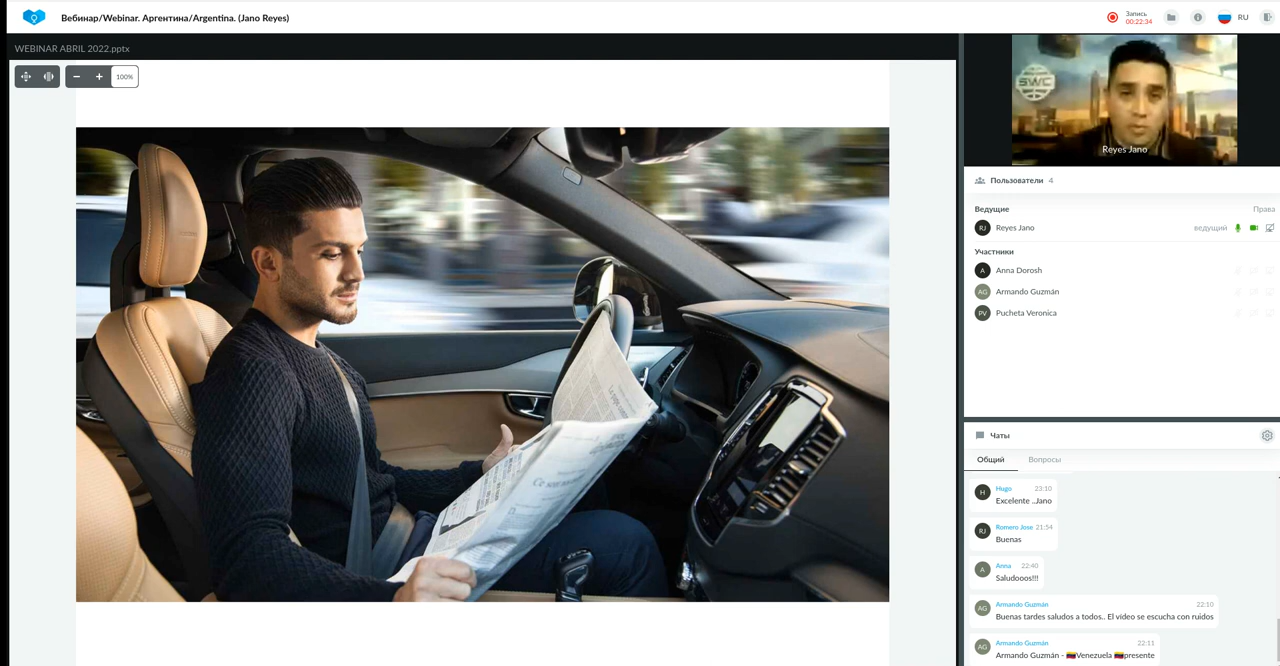 Вебинар/Webinar. Аргентина/Argentina. (Jano Reyes)
Запись
00:22:34
RU
WEBINAR ABRIL 2022.pptx
100%
SWC
Reyes Jano
Пользователи 4
Ведущие Права
RJ Reyes Jano ведущий
Участники
A Anna Dorosh
AG Armando Guzmán
PV Pucheta Veronica
Чаты
Общий Вопросы
H Hugo 23:10
Excelente ..Jano
RJ Romero Jose 21:54
Buenas
A Anna 22:40
Saludooos!!!
AG Armando Guzmán 22:10
Buenas tardes saludos a todos.. El video se escucha con ruidos
AG Armando Guzmán 22:11
Armando Guzmán - 🇻🇪Venezuela 🇻🇪presente